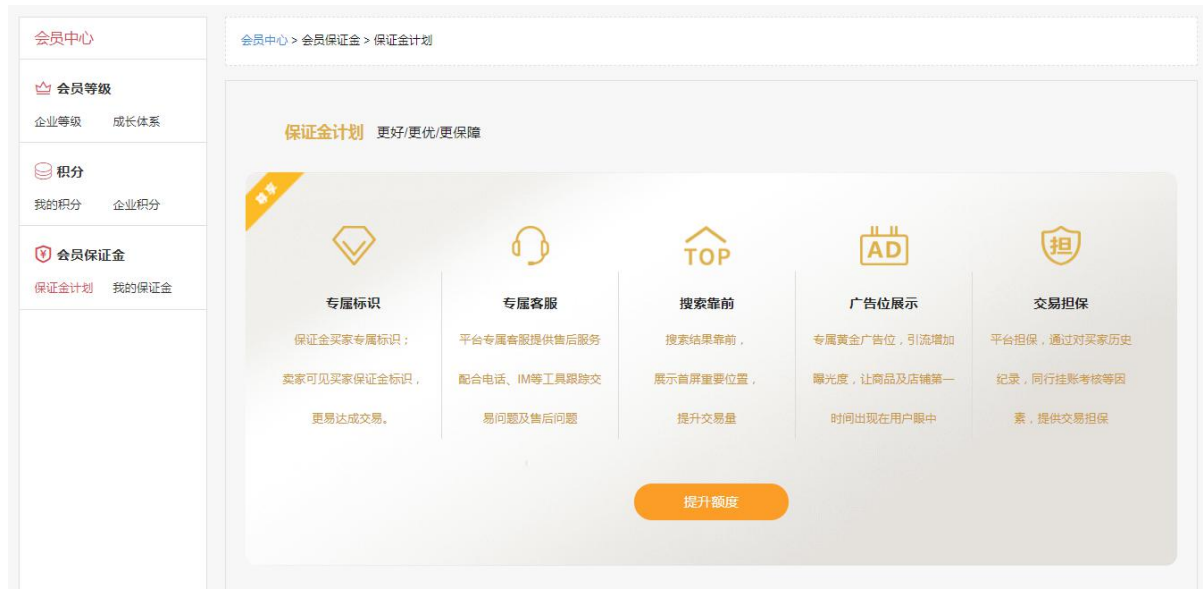 会员中心
会员等级
企业等级 成长体系
积分
我的积分 企业积分
¥ 会员保证金
保证金计划 我的保证金
会员中心 > 会员保证金 > 保证金计划
保证金计划 更好/更优/更保障
尊享
专属标识
保证金买家专属标识；
卖家可见买家保证金标识，
更易达成交易。
专属客服
平台专属客服提供售后服务
配合电话、IM等工具跟踪交
易问题及售后问题
TOP
搜索靠前
搜索结果靠前，
展示首屏重要位置，
提升交易量
AD
广告位展示
专属黄金广告位，引流增加
曝光度，让商品及店铺第一
时间出现在用户眼中
担
交易担保
平台担保，通过对买家历史
纪录，同行挂账考核等因
素，提供交易担保
提升额度